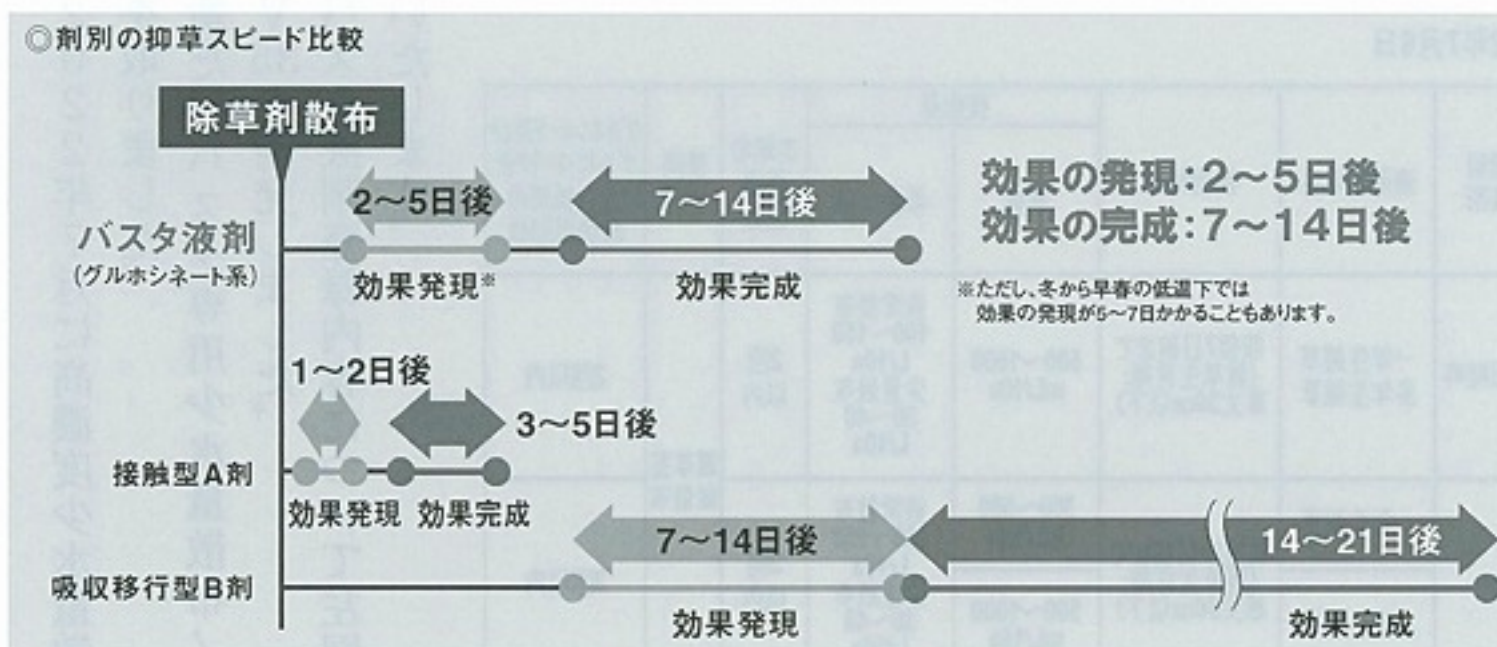 ◎剤別の抑草スピード比較
除草剤散布
バスタ液剤
(グルホシネート系)
2〜5日後
7〜14日後
効果発現※
効果完成
効果の発現:2〜5日後
効果の完成:7〜14日後
※ただし、冬から早春の低温下では
効果の発現が5〜7日かかることもあります。
接触型A剤
1〜2日後
3〜5日後
効果発現
効果完成
吸収移行型B剤
7〜14日後
14〜21日後
効果発現
効果完成